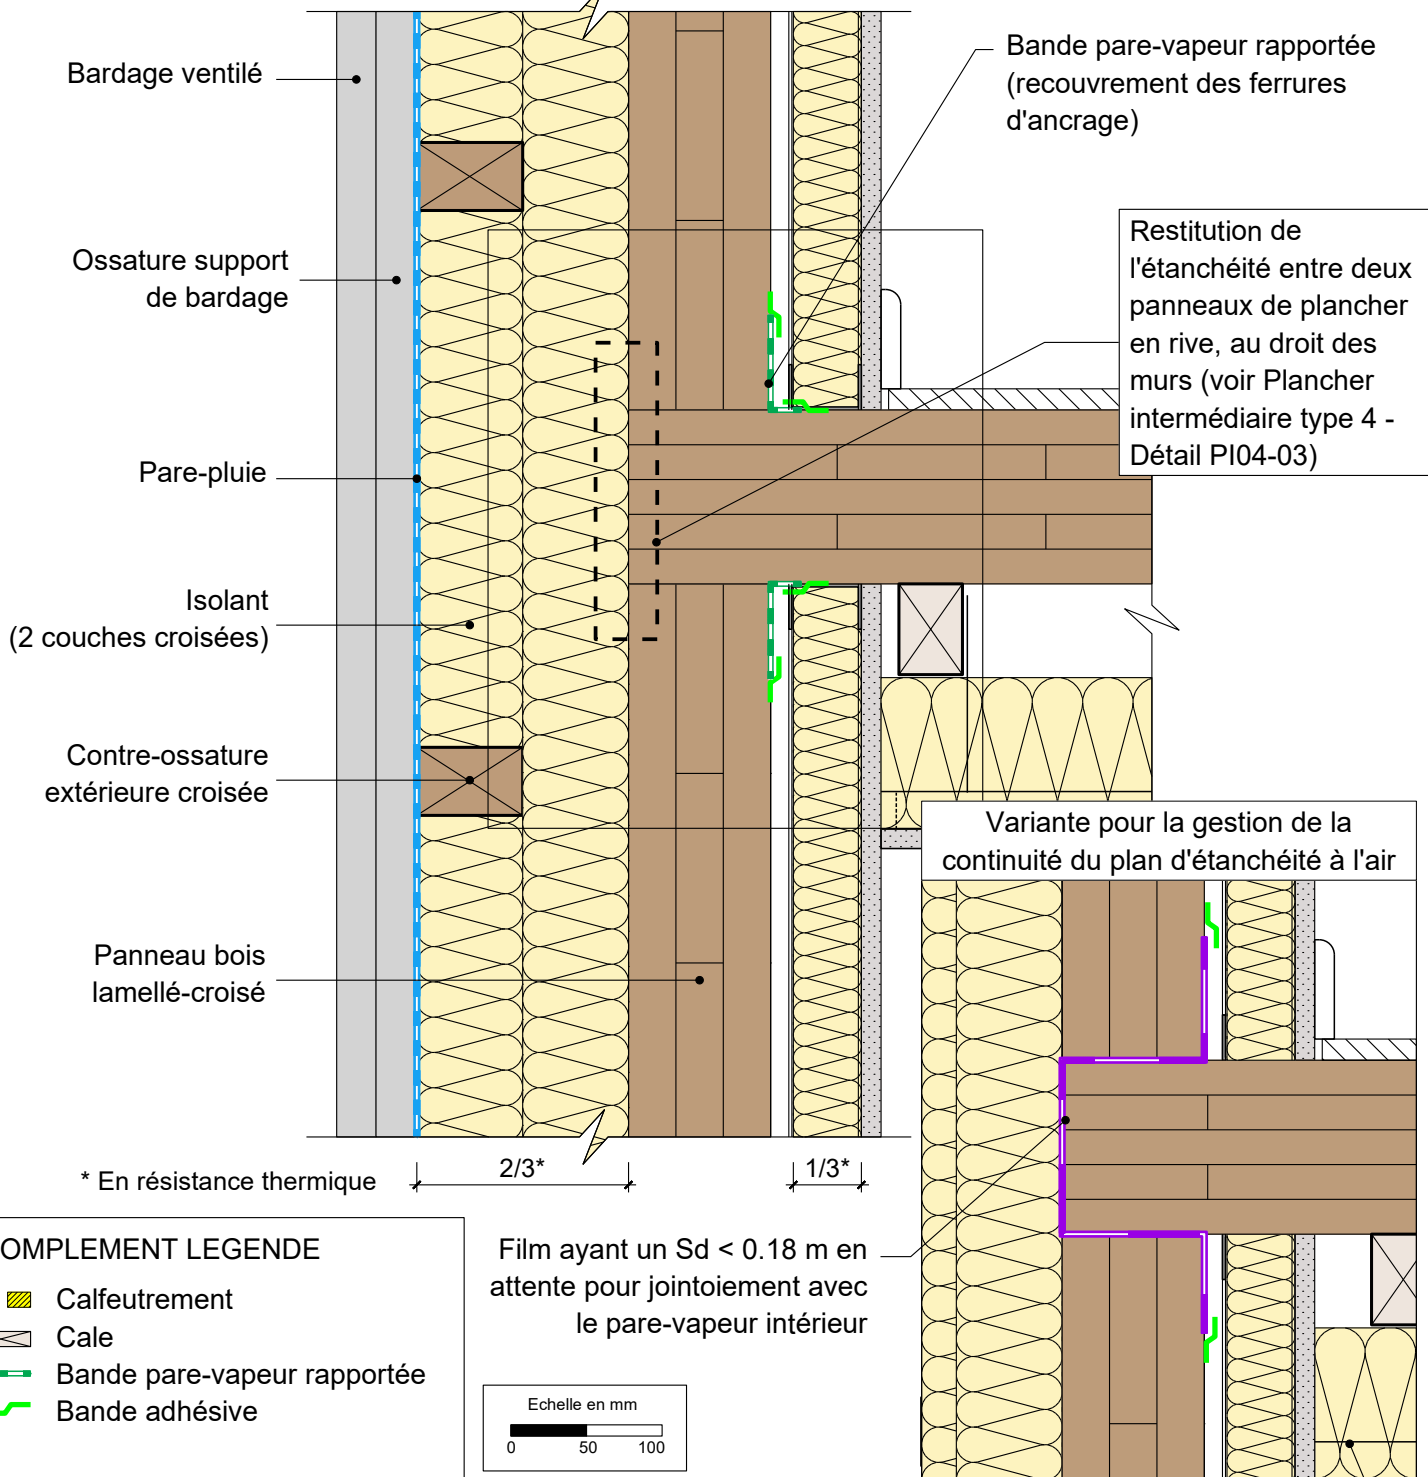 Bardage ventilé
Bande pare-vapeur rapportée
(recouvrement des ferrures
d'ancrage)
Ossature support
de bardage
Restitution de
l'étanchéité entre deux
panneaux de plancher
en rive, au droit des
murs (voir Plancher
intermédiaire type 4 -
Détail PI04-03)
Pare-pluie
Isolant
(2 couches croisées)
Contre-ossature
extérieure croisée
Variante pour la gestion de la
continuité du plan d'étanchéité à l'air
Panneau bois
lamellé-croisé
* En résistance thermique
2/3*
1/3*
Film ayant un Sd < 0.18 m en
attente pour jointoiement avec
le pare-vapeur intérieur
OMPLEMENT LEGENDE
Calfeutrement
Cale
Bande pare-vapeur rapportée
Bande adhésive
Echelle en mm
0 50 100